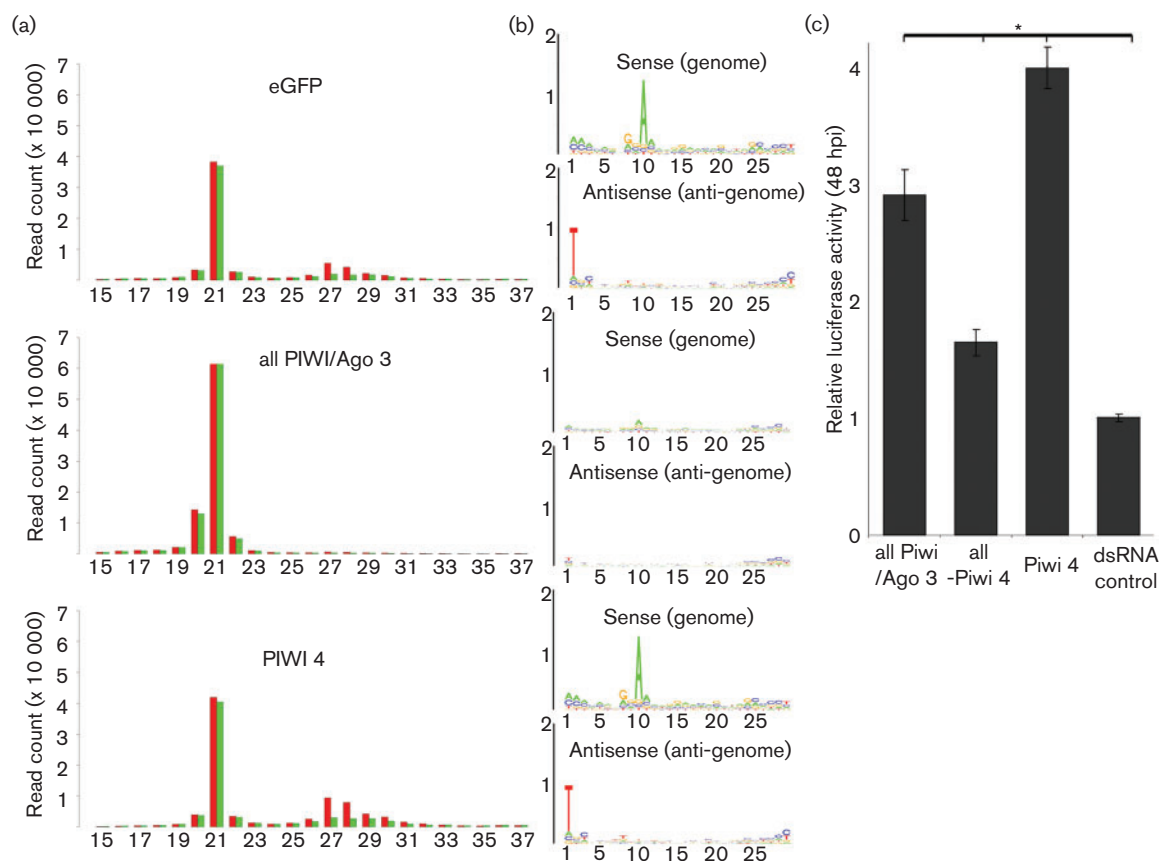 (a)
Read count (x 10 000)
7
6
5
4
3
2
1
eGFP
15 17 19 21 23 25 27 29 31 33 35 37
Read count (x 10 000)
7
6
5
4
3
2
1
all PIWI/Ago 3
15 17 19 21 23 25 27 29 31 33 35 37
Read count (x 10 000)
7
6
5
4
3
2
1
PIWI 4
15 17 19 21 23 25 27 29 31 33 35 37
(b)
2
1
Sense (genome)
1 5 10 15 20 25
2
1
Antisense (anti-genome)
1 5 10 15 20 25
2
1
Sense (genome)
1 5 10 15 20 25
2
1
Antisense (anti-genome)
1 5 10 15 20 25
2
1
Sense (genome)
1 5 10 15 20 25
2
1
Antisense (anti-genome)
1 5 10 15 20 25
(c)
*
Relative luciferase activity (48 hpi)
4
3
2
1
0
all Piwi
/Ago 3
all
-Piwi 4
Piwi 4
dsRNA
control